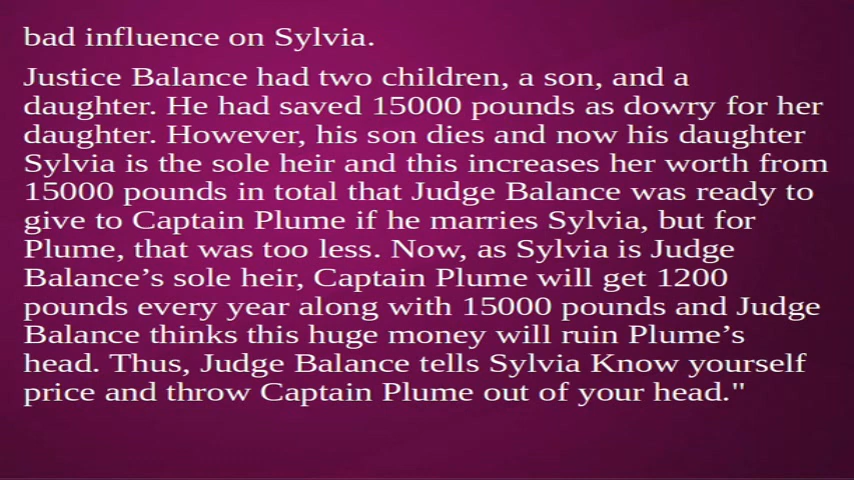 bad influence on Sylvia.
Justice Balance had two children, a son, and a
daughter. He had saved 15000 pounds as dowry for her
daughter. However, his son dies and now his daughter
Sylvia is the sole heir and this increases her worth from
15000 pounds in total that Judge Balance was ready to
give to Captain Plume if he marries Sylvia, but for
Plume, that was too less. Now, as Sylvia is Judge
Balance’s sole heir, Captain Plume will get 1200
pounds every year along with 15000 pounds and Judge
Balance thinks this huge money will ruin Plume’s
head. Thus, Judge Balance tells Sylvia Know yourself
price and throw Captain Plume out of your head."